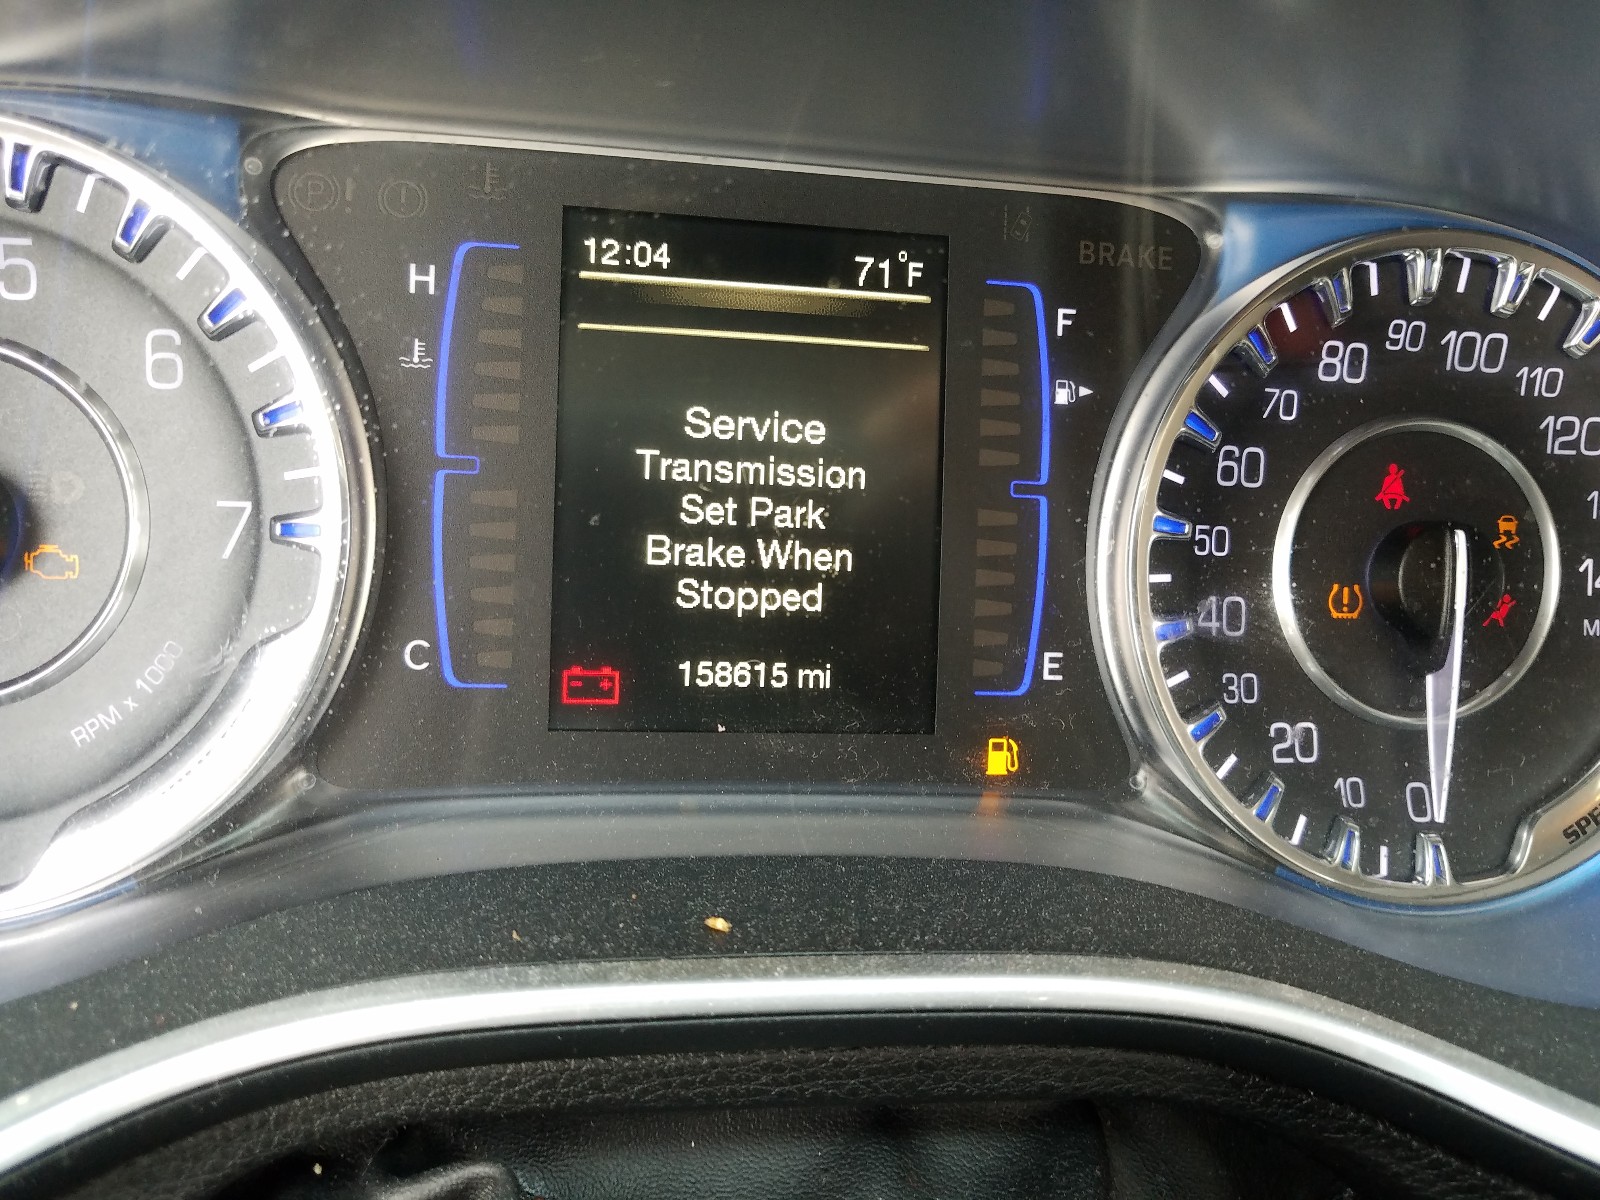 12:04
71°F
Service
Transmission
Set Park
Brake When
Stopped
158615 mi
H
C
F
E
BRAKE
5
6
7
RPM x 1000
0
10
20
30
40
50
60
70
80
90
100
110
120